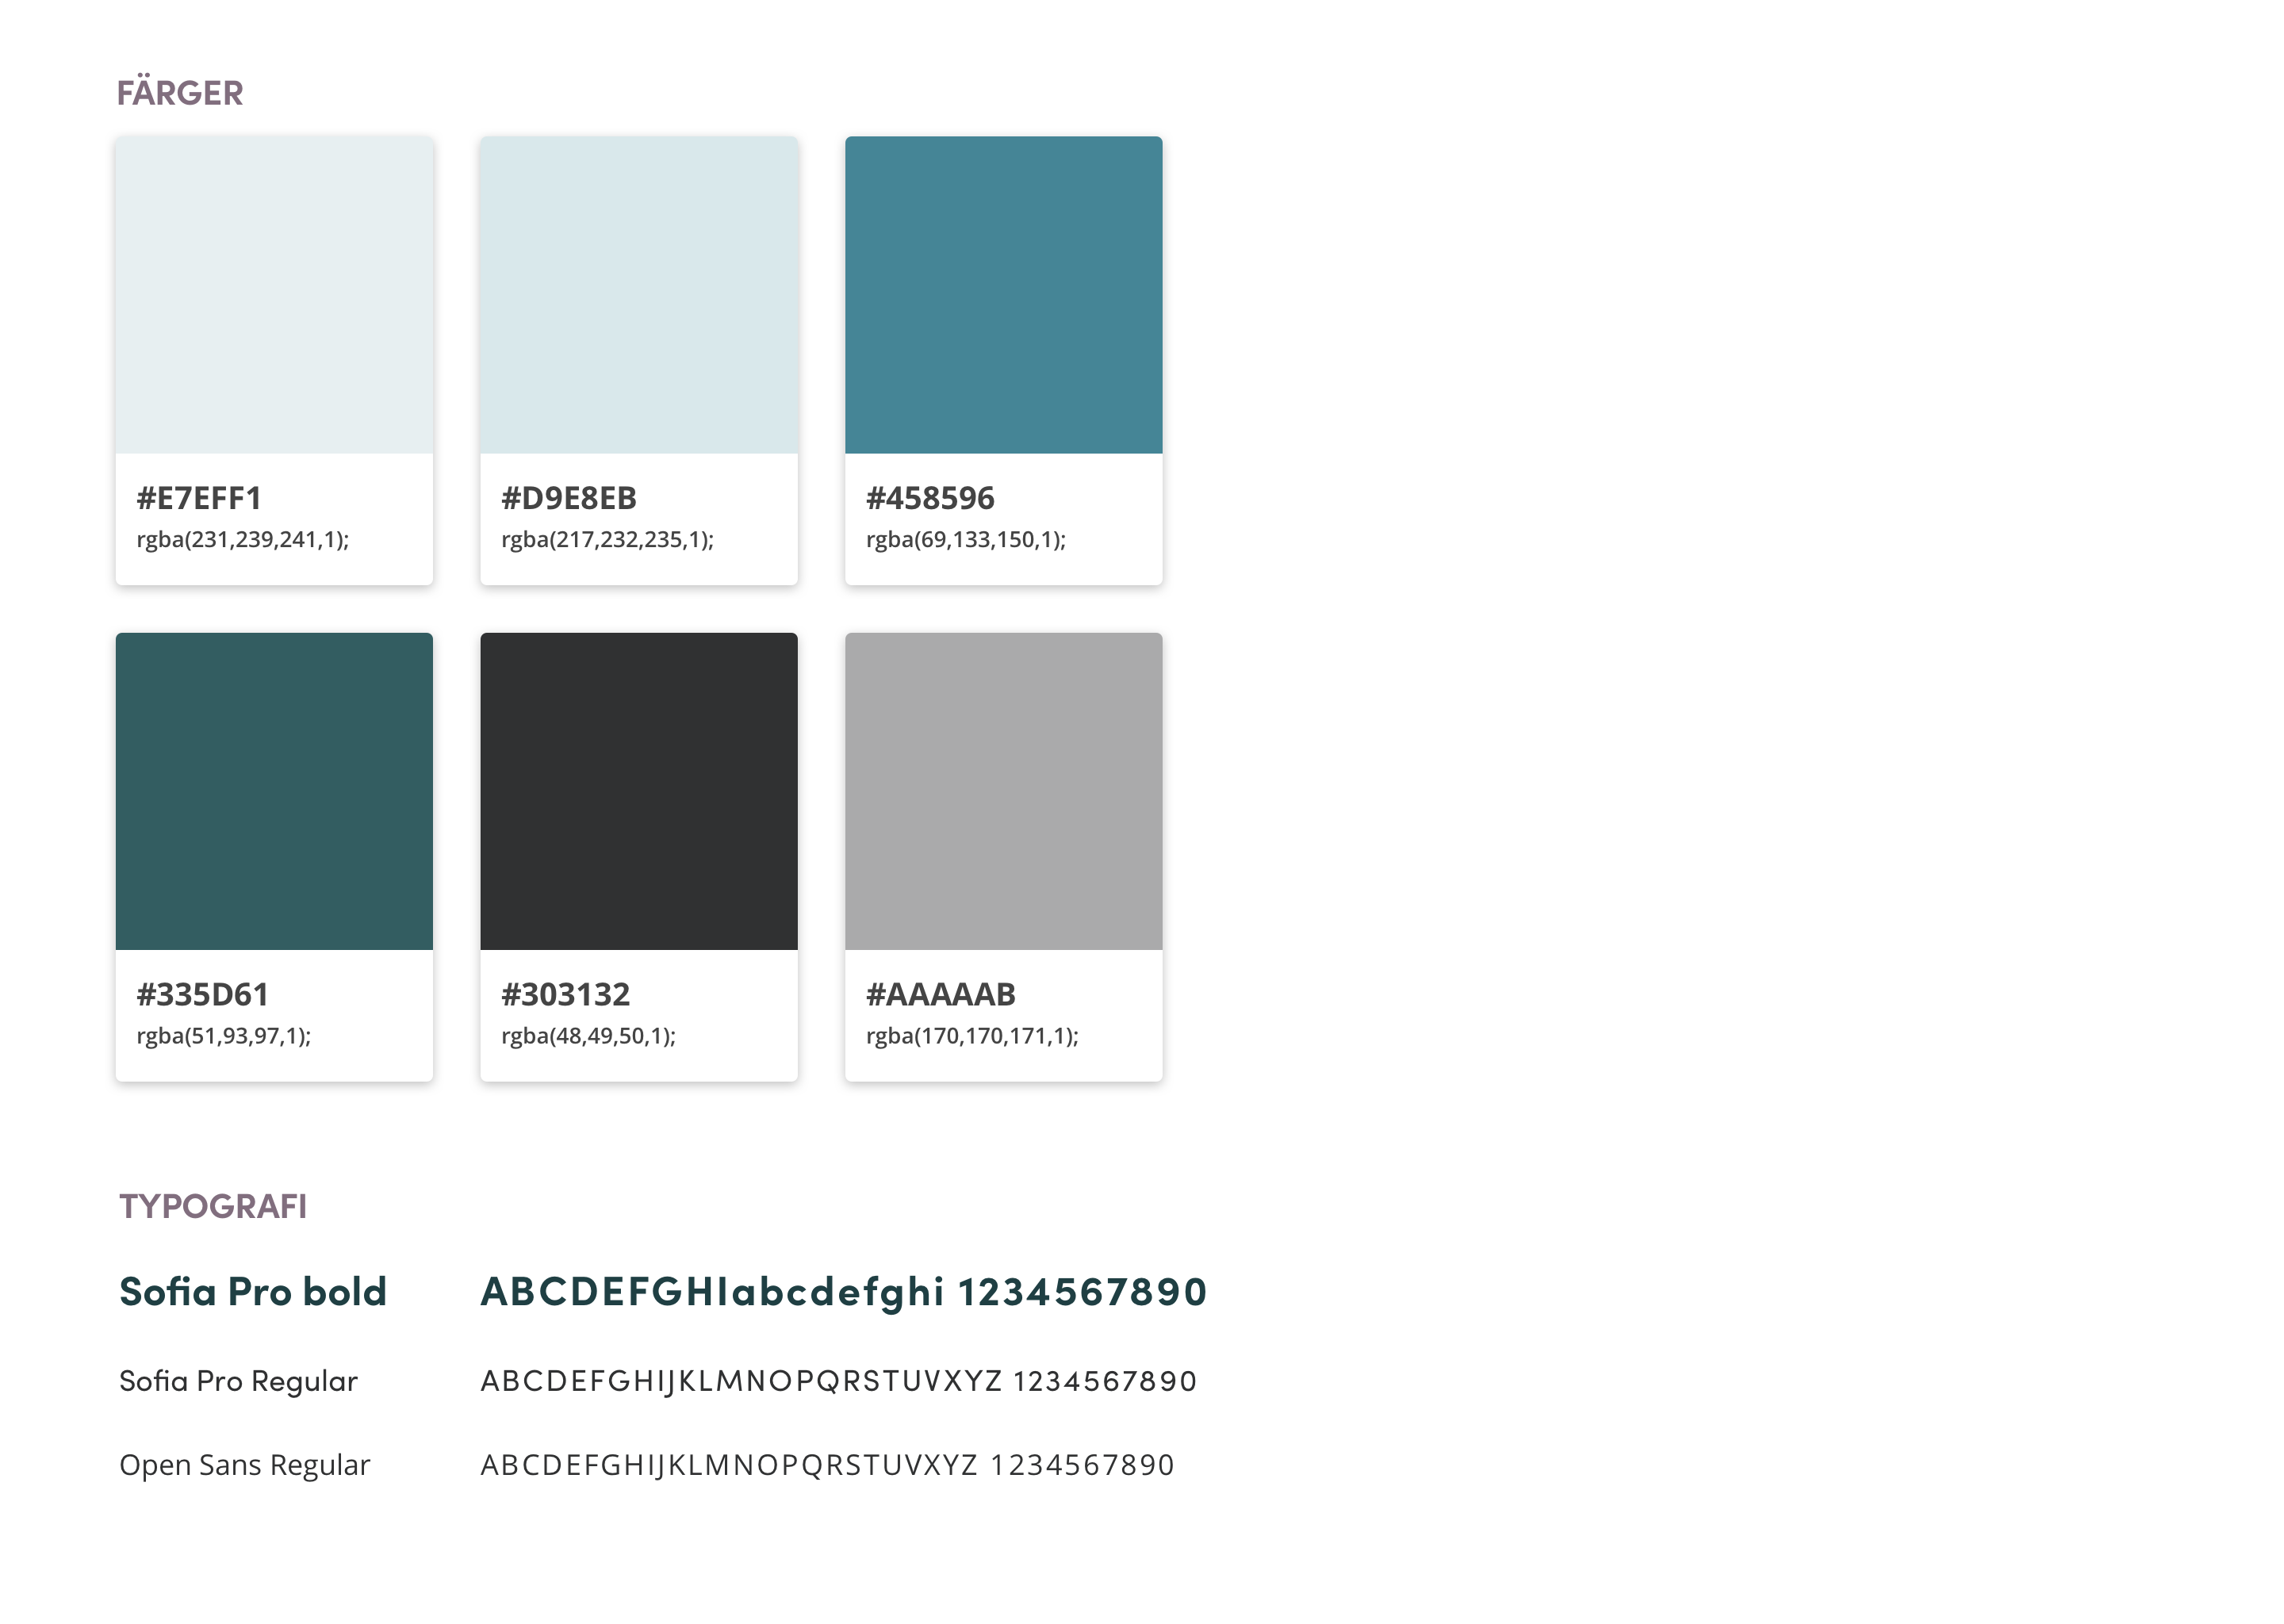 FÄRGER
#E7EFF1
rgba(231,239,241,1);
#D9E8EB
rgba(217,232,235,1);
#458596
rgba(69,133,150,1);
#335D61
rgba(51,93,97,1);
#303132
rgba(48,49,50,1);
#AAAAAB
rgba(170,170,171,1);
TYPOGRAFI
Sofia Pro bold ABCDEFGHIabcdefghi 1234567890
Sofia Pro Regular ABCDEFGHIJKLMNOPQRSTUVXYZ 1234567890
Open Sans Regular ABCDEFGHIJKLMNOPQRSTUVXYZ 1234567890